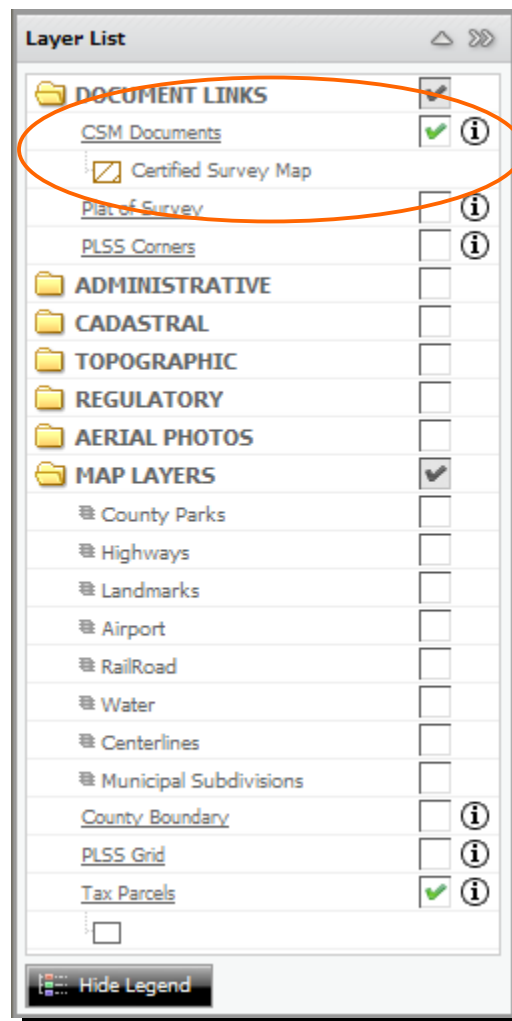 Layer List
DOCUMENT LINKS
CSM Documents
Certified Survey Map
Plat of Survey
PLSS Corners
ADMINISTRATIVE
CADASTRAL
TOPOGRAPHIC
REGULATORY
AERIAL PHOTOS
MAP LAYERS
County Parks
Highways
Landmarks
Airport
RailRoad
Water
Centerlines
Municipal Subdivisions
County Boundary
PLSS Grid
Tax Parcels
Hide Legend